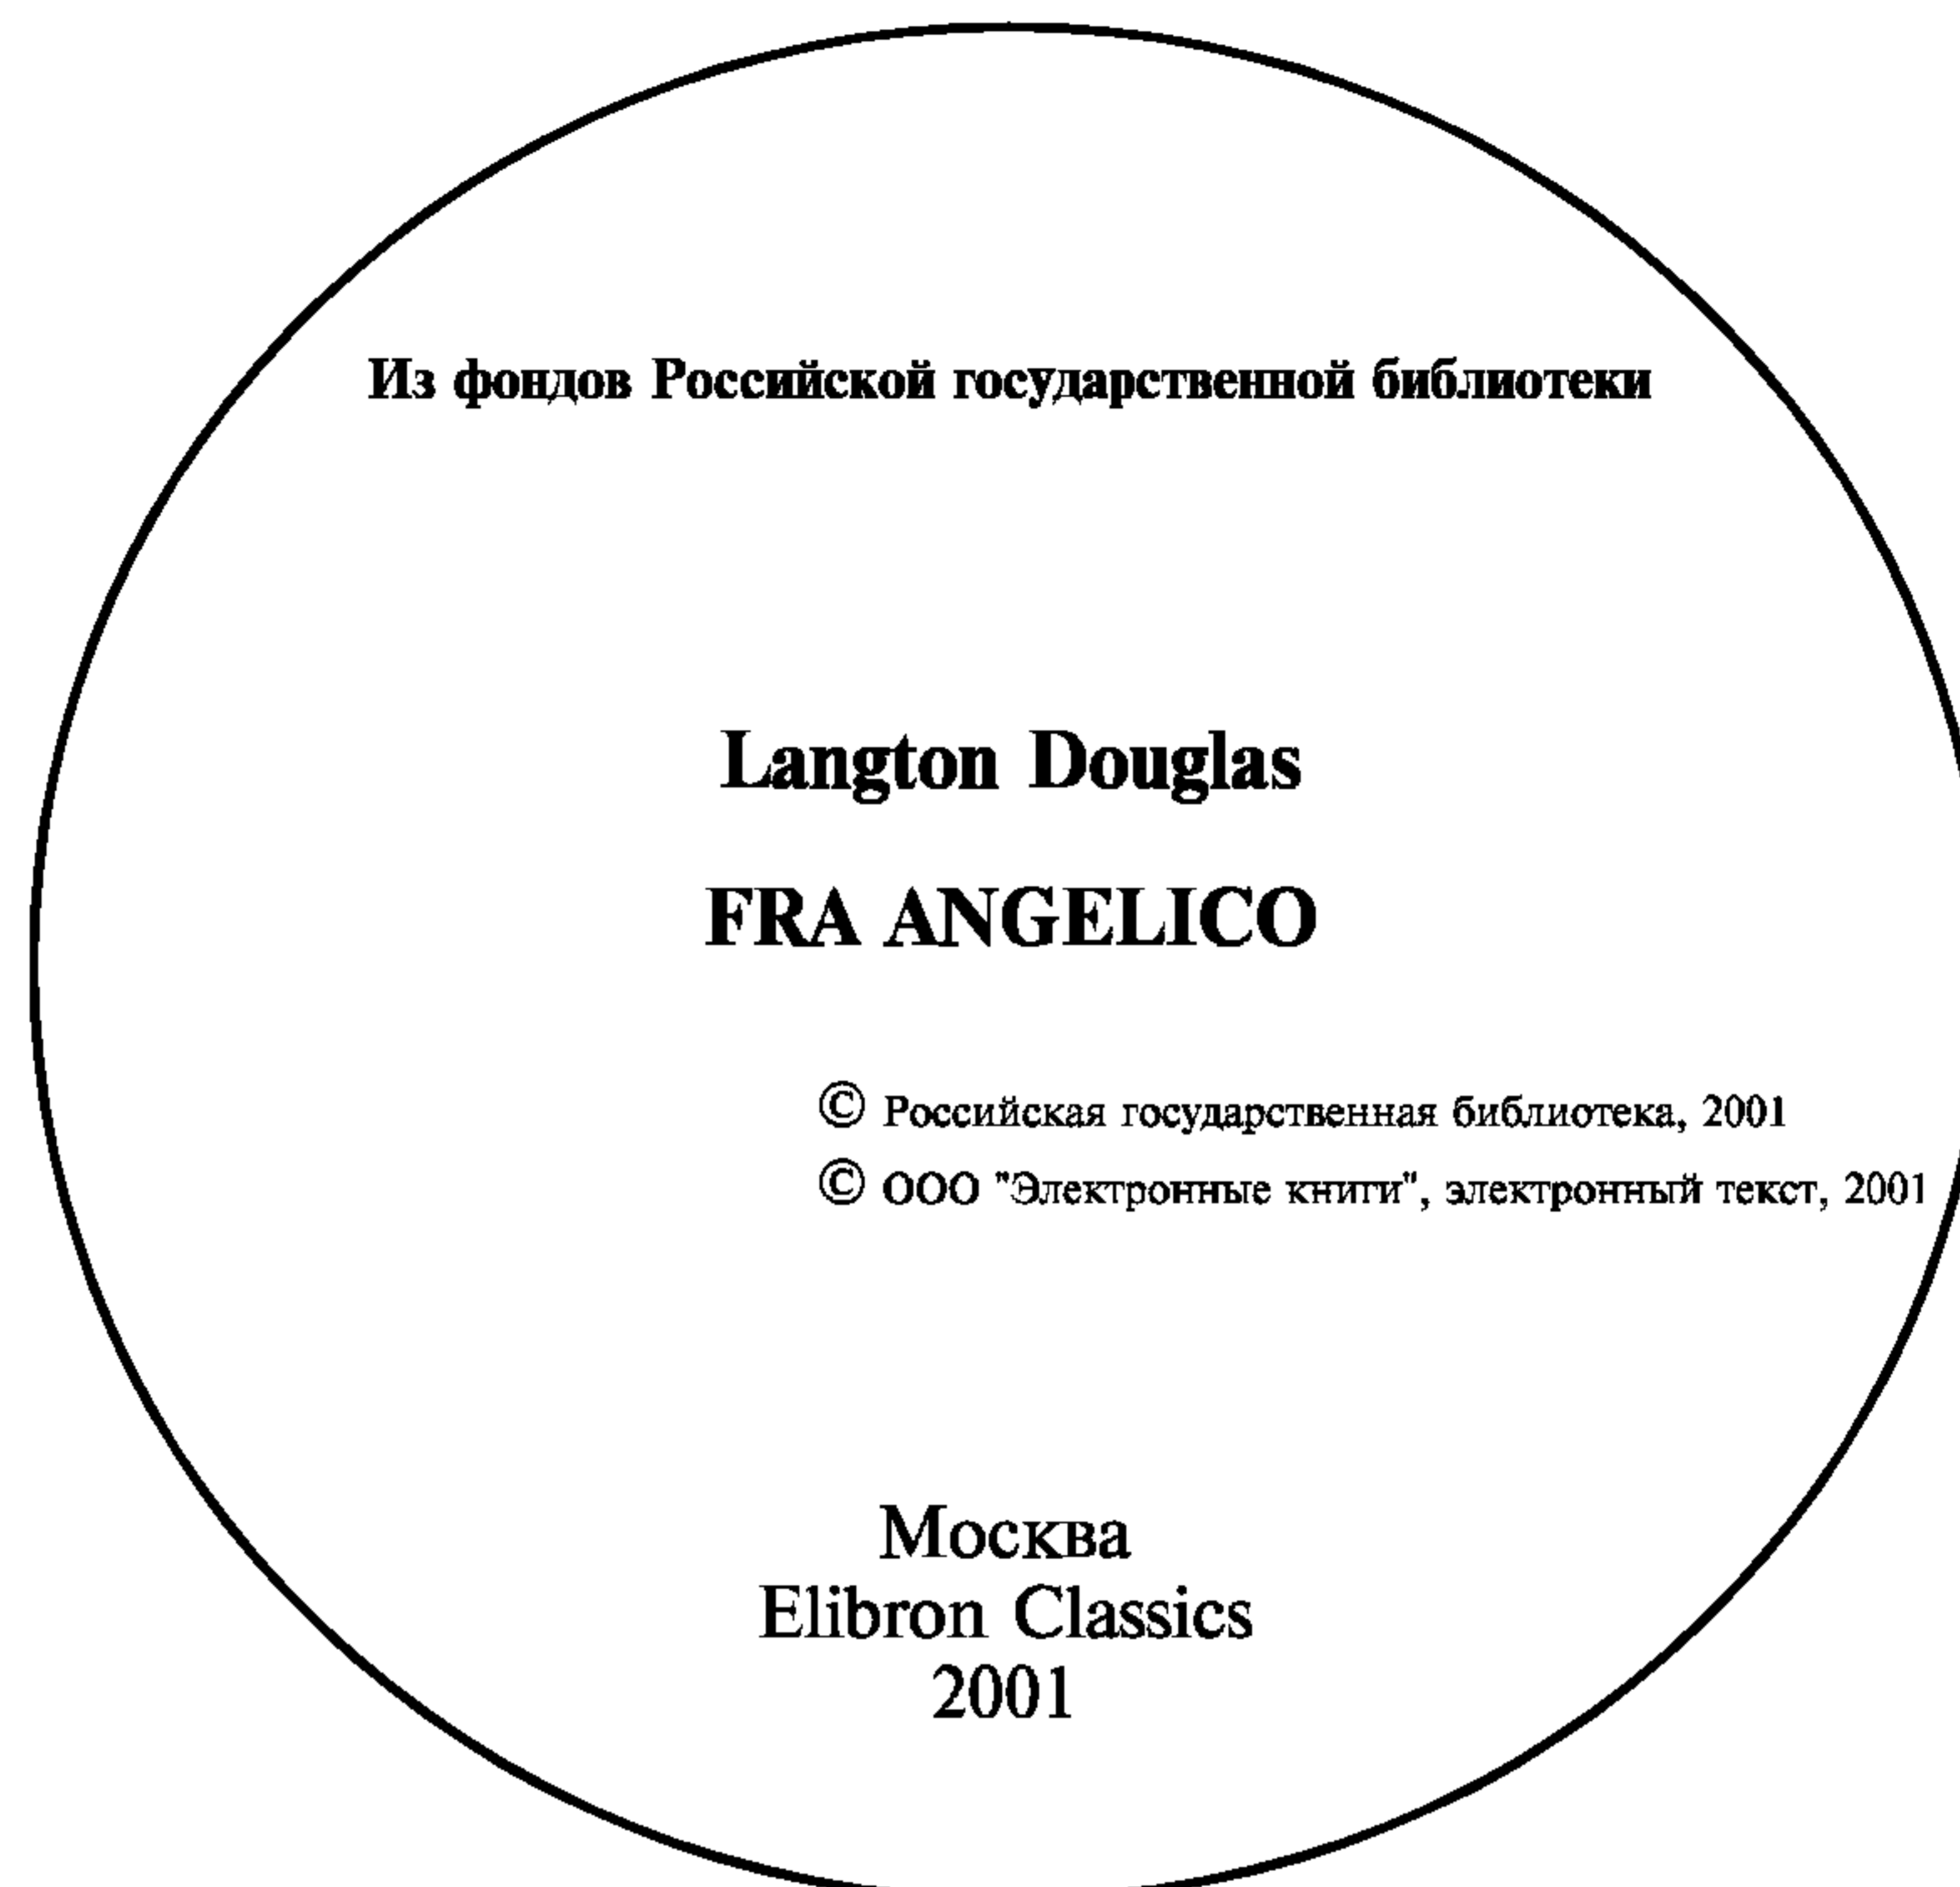 Из фондов Российской государственной библиотеки
Langton Douglas
FRA ANGELICO
© Российская государственная библиотека, 2001
© ООО "Электронные книги", электронный текст, 2001
Москва
Elibron Classics
2001